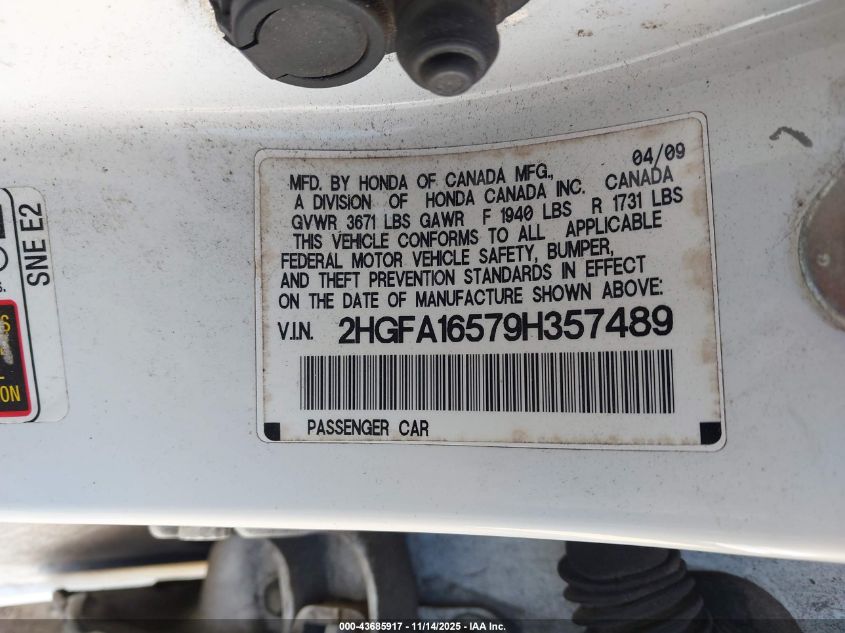 04/09
MFD. BY HONDA OF CANADA MFG.,
A DIVISION OF HONDA CANADA INC. CANADA
GVWR 3671 LBS GAWR F 1940 LBS R 1731 LBS
THIS VEHICLE CONFORMS TO ALL APPLICABLE
FEDERAL MOTOR VEHICLE SAFETY, BUMPER,
AND THEFT PREVENTION STANDARDS IN EFFECT
ON THE DATE OF MANUFACTURE SHOWN ABOVE:
V.I.N. 2HGFA16579H357489
PASSENGER CAR
SNE E2
000-43685917 - 11/14/2025 - IAA Inc.